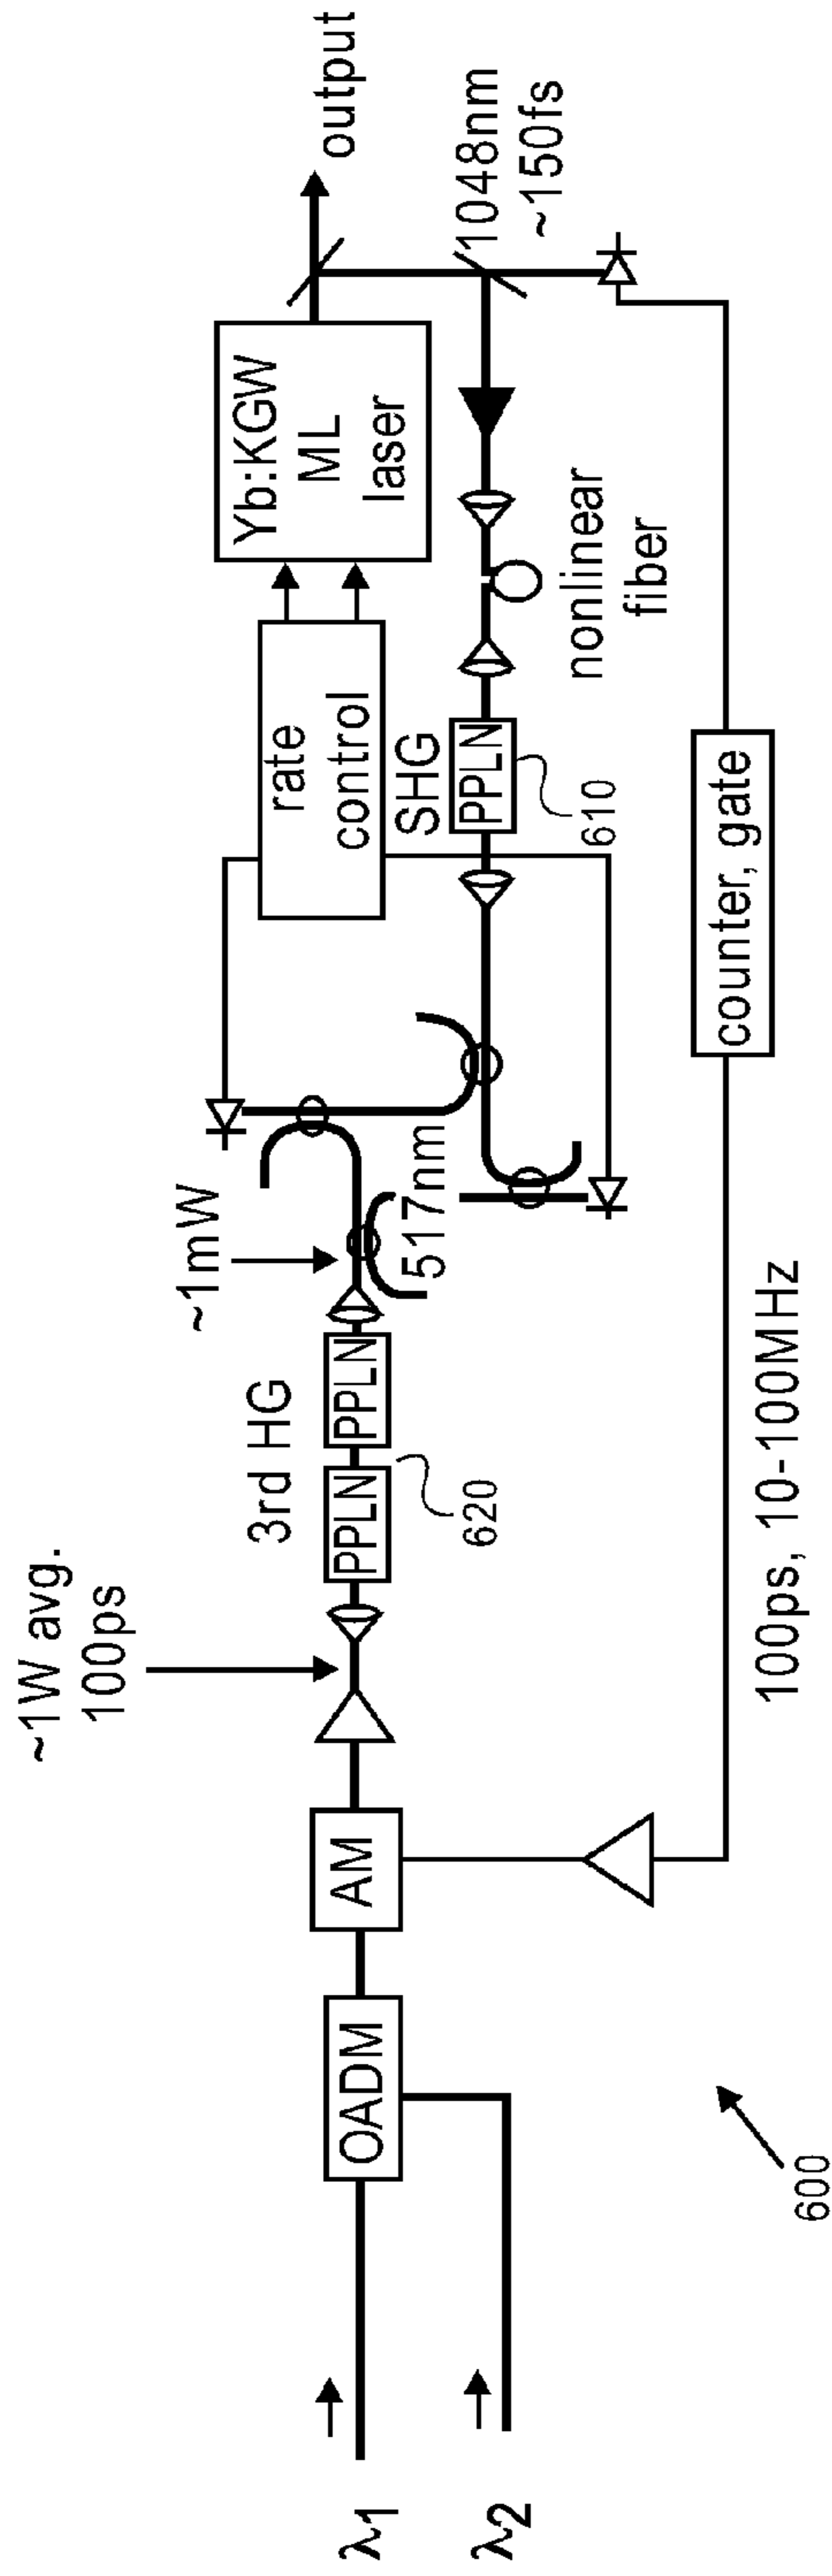 ~1W avg.
100ps
~1mW
3rd HG
PPLN
PPLN
620
517nm
λ1
λ2
OADM
AM
rate
control
Yb:KGW
ML
laser
output
1048nm
~150fs
SHG
PPLN
610
nonlinear
fiber
counter, gate
100ps, 10-100MHz
600